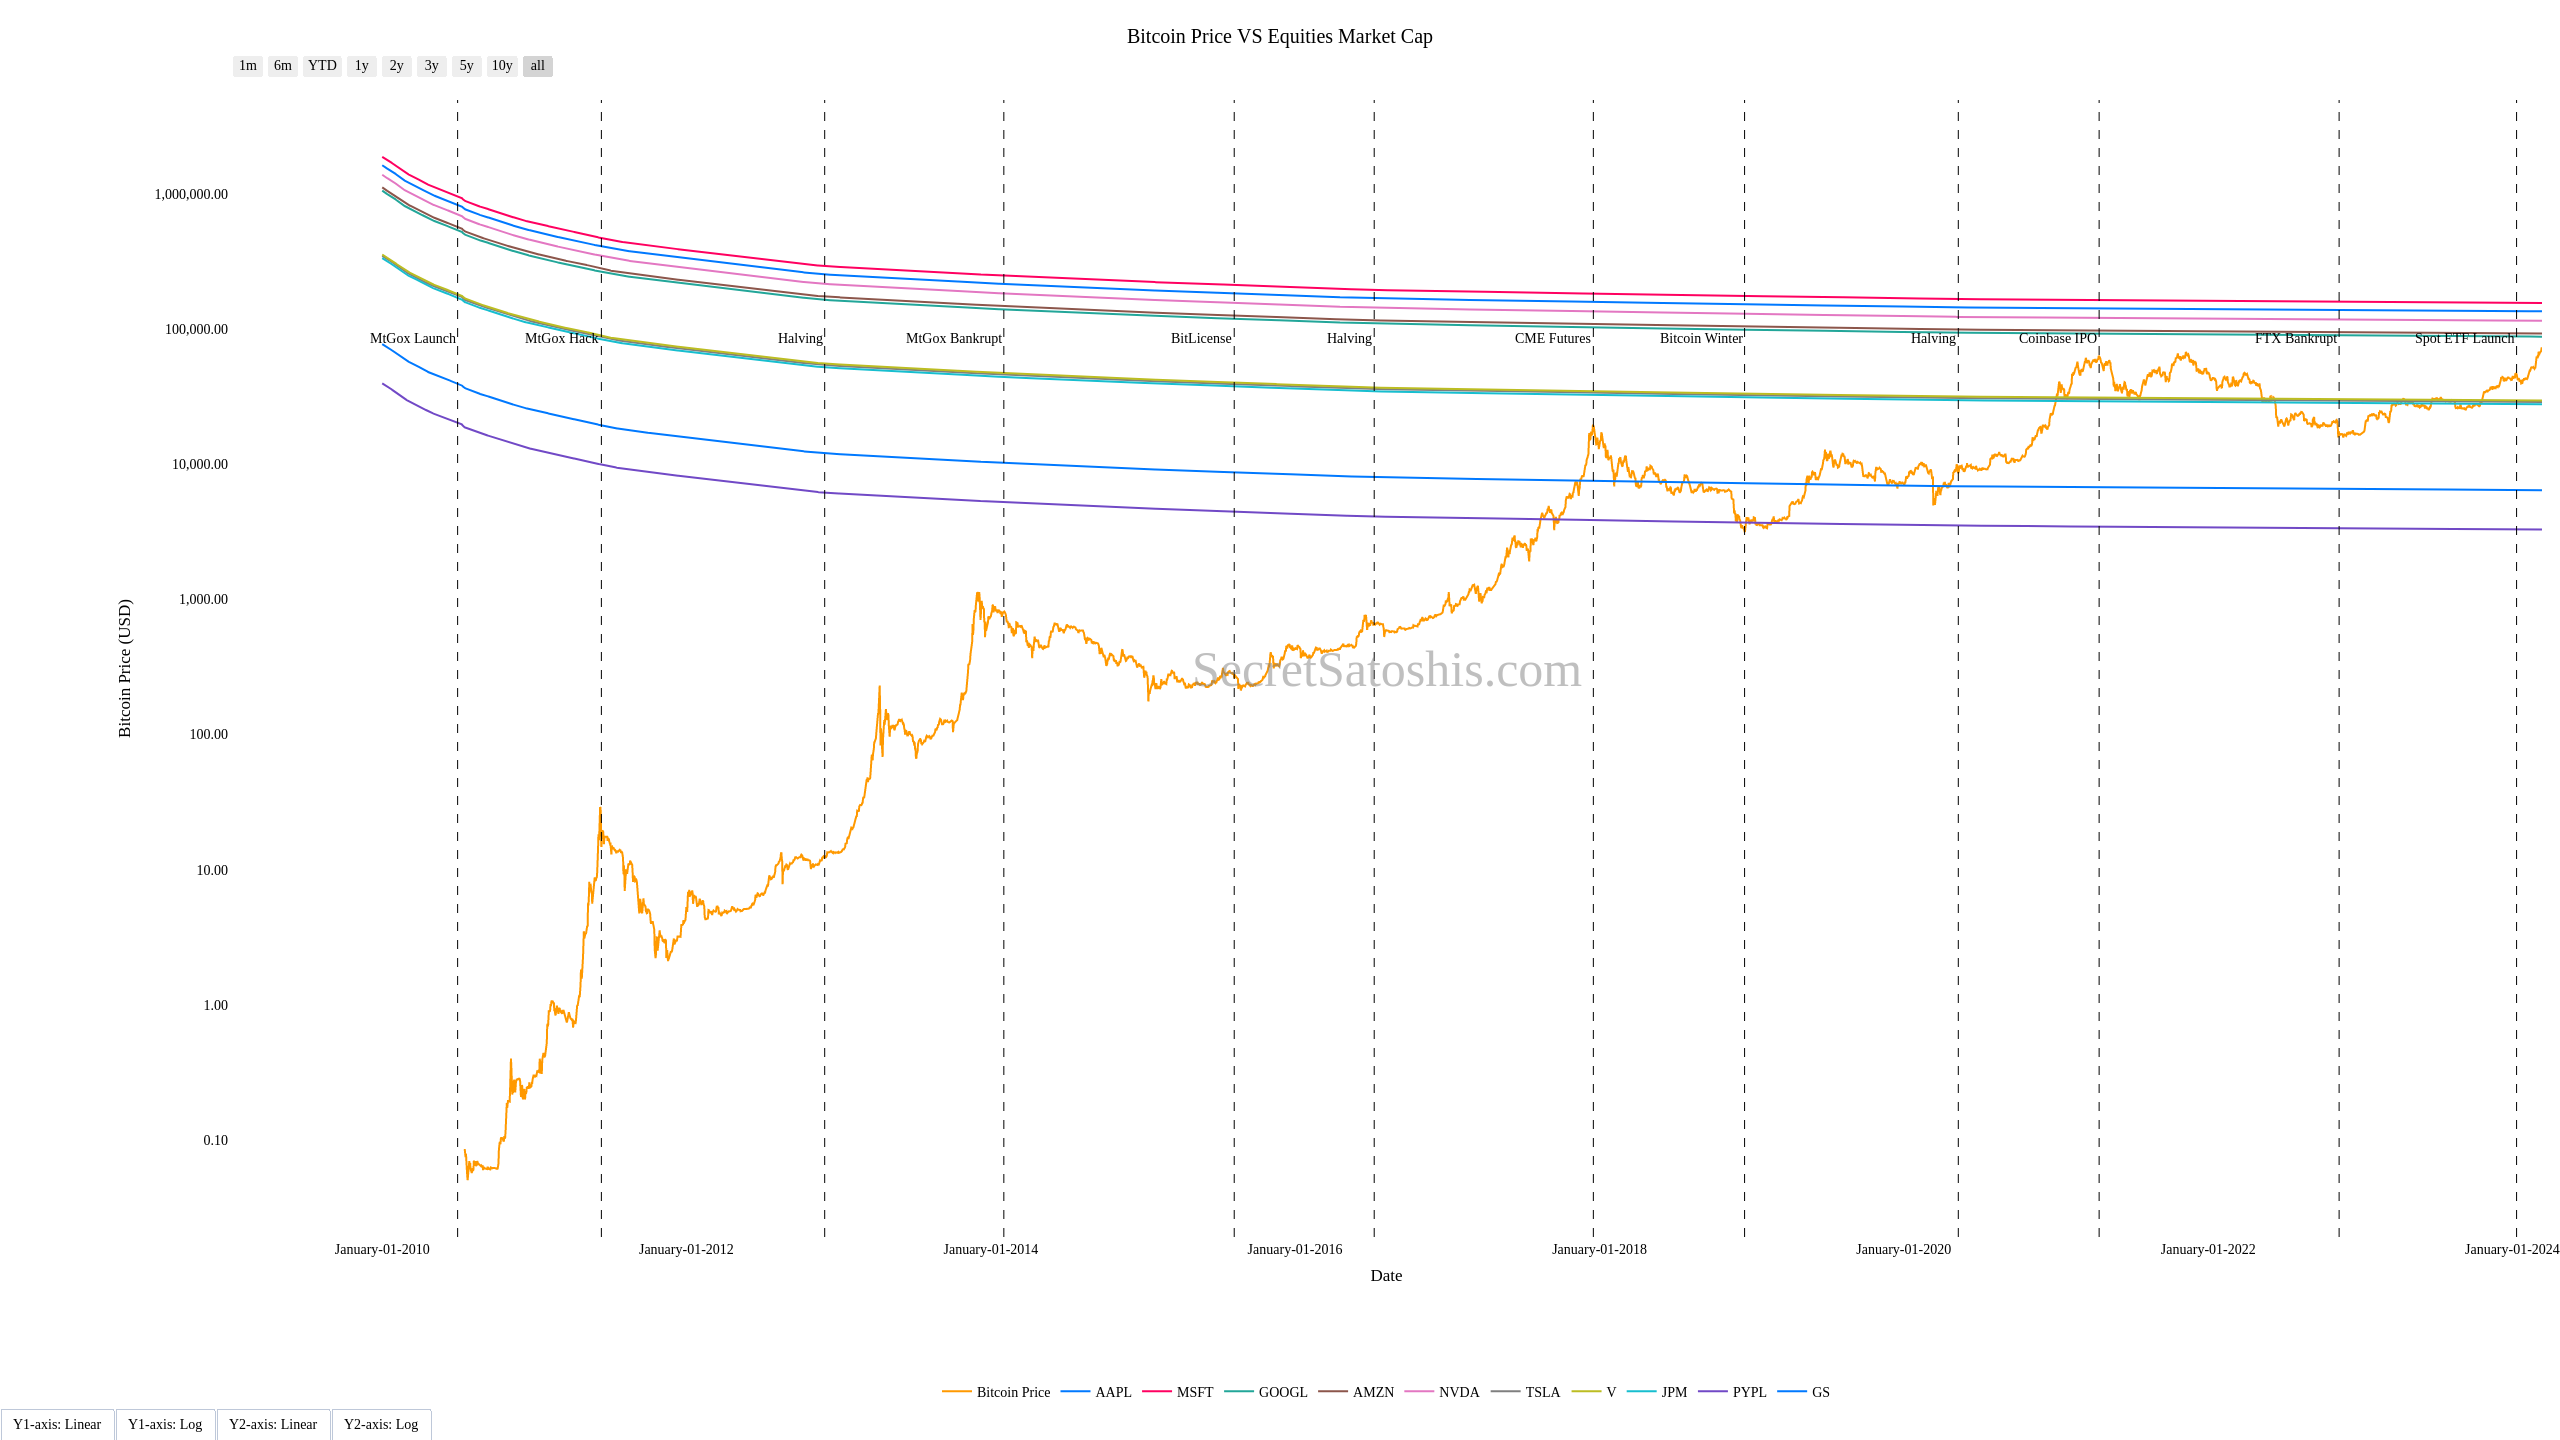 Bitcoin Price VS Equities Market Cap
1m 6m YTD 1y 2y 3y 5y 10y all
1,000,000.00
100,000.00
MtGox Launch MtGox Hack Halving MtGox Bankrupt BitLicense Halving CME Futures Bitcoin Winter Halving Coinbase IPO FTX Bankrupt Spot ETF Launch
10,000.00
1,000.00
Bitcoin Price (USD)
SecretSatoshis.com
100.00
10.00
1.00
0.10
January-01-2010 January-01-2012 January-01-2014 January-01-2016 January-01-2018 January-01-2020 January-01-2022 January-01-2024
Date
Bitcoin Price AAPL MSFT GOOGL AMZN NVDA TSLA V JPM PYPL GS
Y1-axis: Linear Y1-axis: Log Y2-axis: Linear Y2-axis: Log